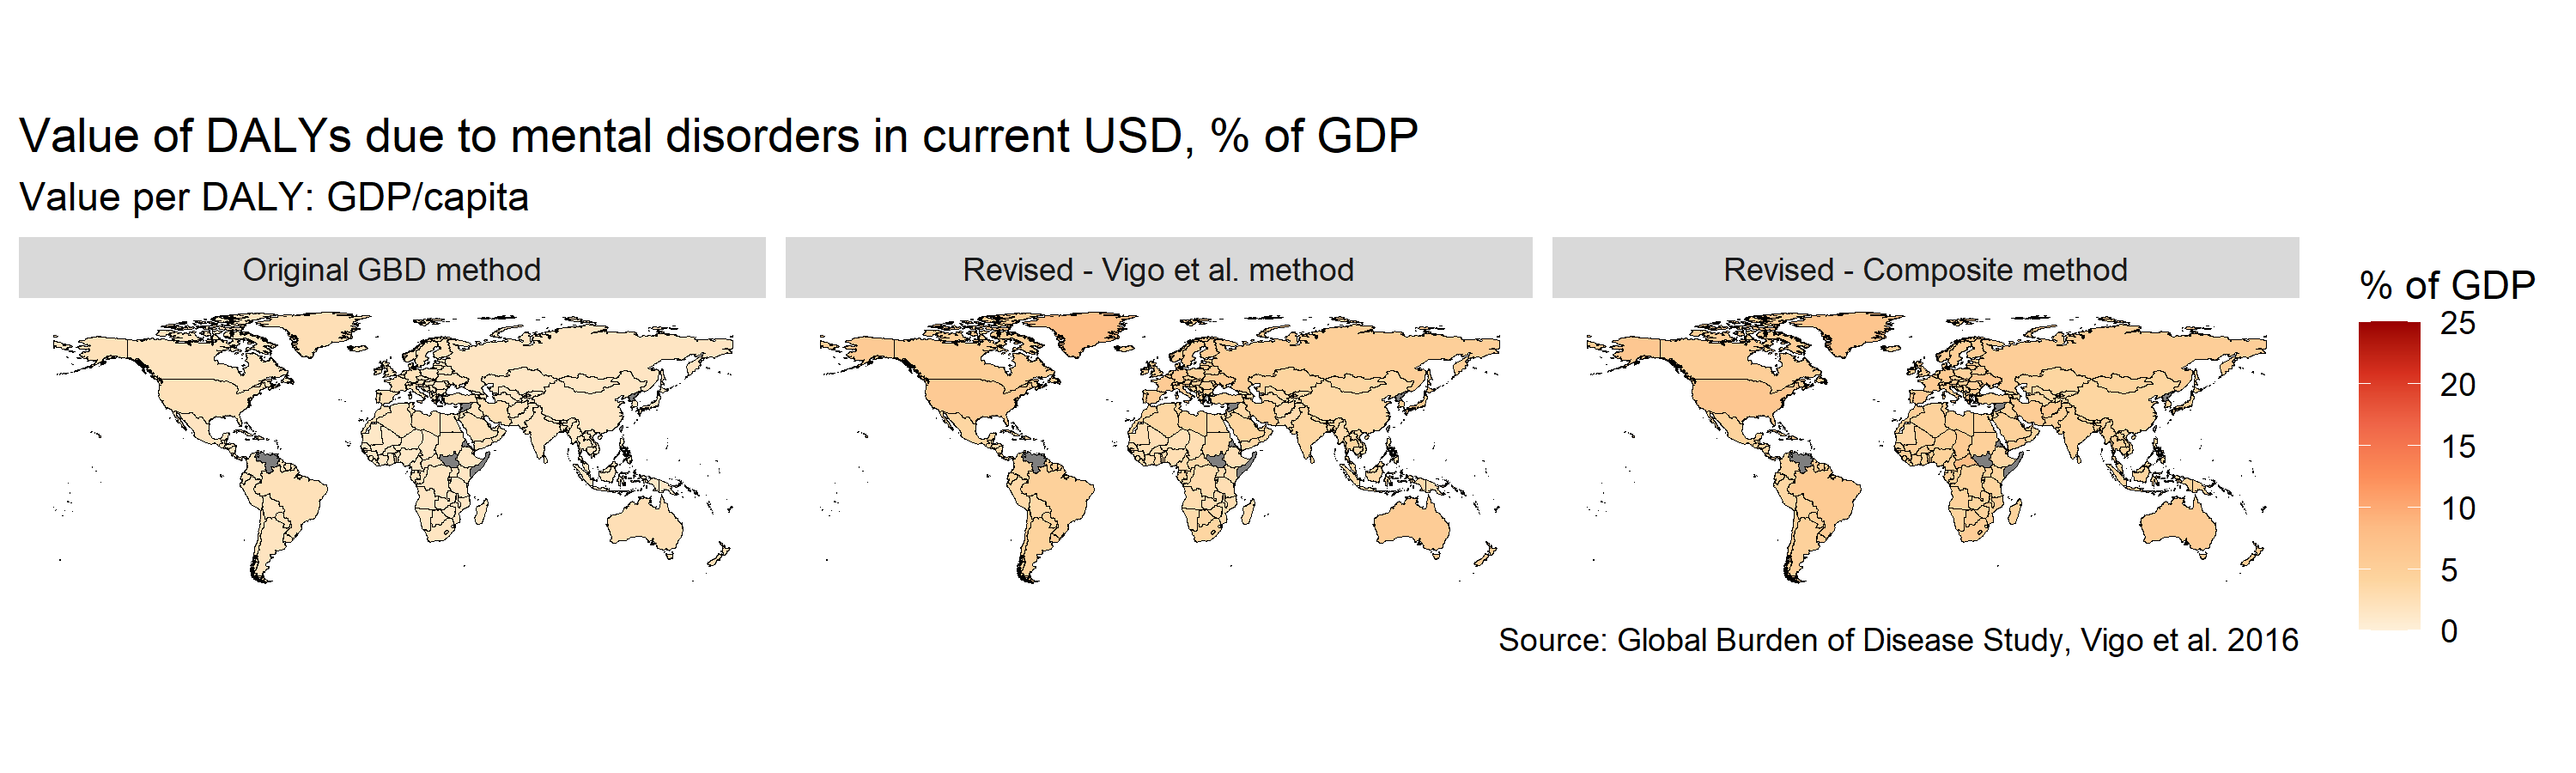 Value of DALYs due to mental disorders in current USD, % of GDP
Value per DALY: GDP/capita
Original GBD method
Revised - Vigo et al. method
Revised - Composite method
% of GDP
25
20
15
10
5
0
Source: Global Burden of Disease Study, Vigo et al. 2016